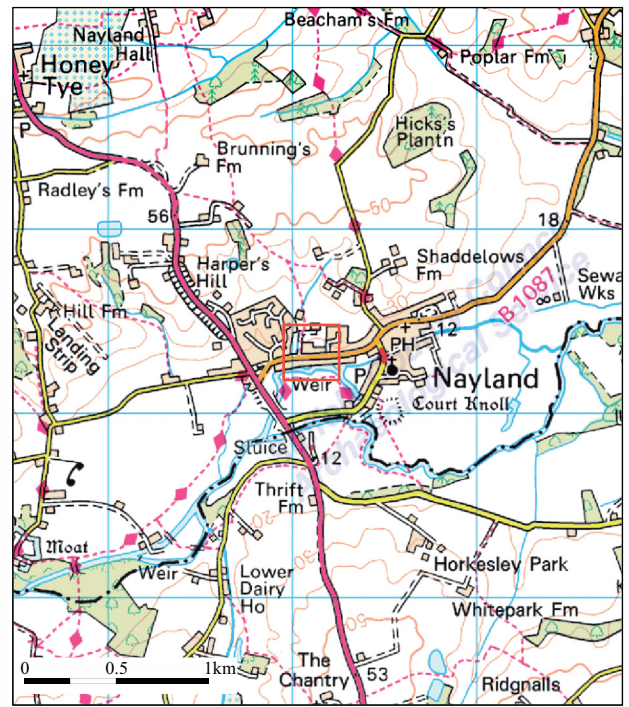 Beacham's Fm
Nayland
Hall
Poplar Fm
Honey
Tye
P
Hicks's
Plantn
Brunning's
Fm
Radley's Fm
50
56
18
Shaddelows
Fm
Harper's
Hill
Sewa
Wks
B1087
Hill Fm
Landing
Strip
12
PH
P
Weir
Nayland
Court Knoll
Sluice
12
Thrift
Fm
20
Moat
Weir
Horkesley Park
Lower
Dairy
Ho
Whitepark Fm
50
The
Chantry
53
Ridgnalls
0 0.5 1km